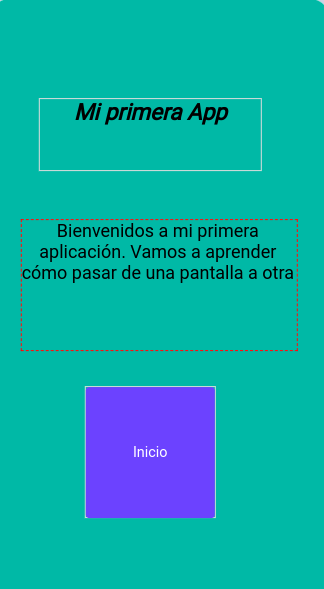 Mi primera App
Bienvenidos a mi primera
aplicación. Vamos a aprender
cómo pasar de una pantalla a otra
Inicio